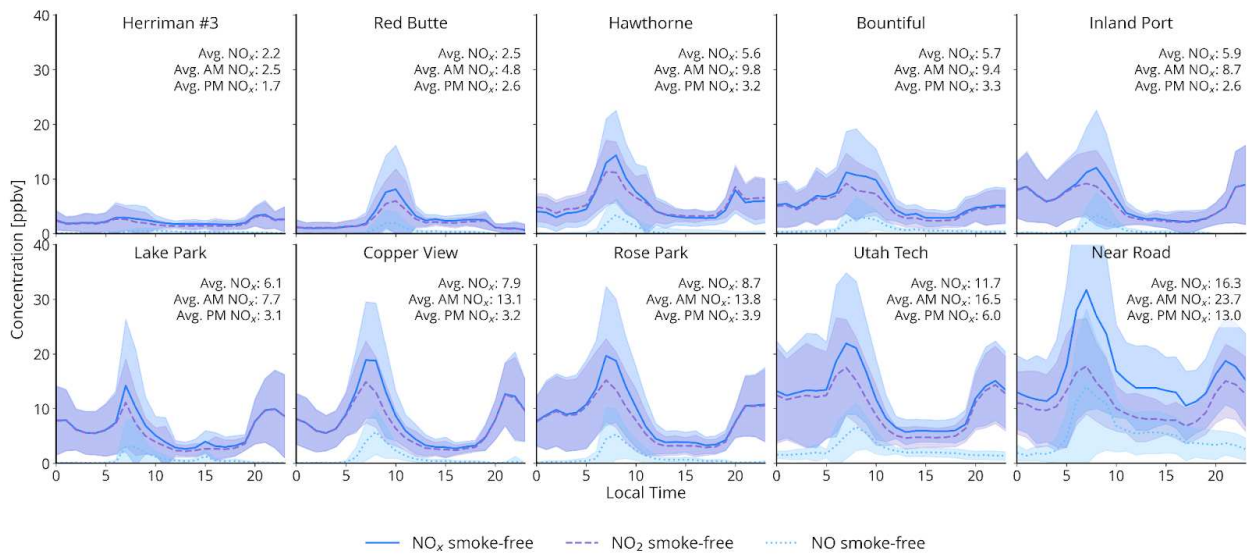 Herriman #3
Avg. NOₓ: 2.2
Avg. AM NOₓ: 2.5
Avg. PM NOₓ: 1.7
Red Butte
Avg. NOₓ: 2.5
Avg. AM NOₓ: 4.8
Avg. PM NOₓ: 2.6
Hawthorne
Avg. NOₓ: 5.6
Avg. AM NOₓ: 9.8
Avg. PM NOₓ: 3.2
Bountiful
Avg. NOₓ: 5.7
Avg. AM NOₓ: 9.4
Avg. PM NOₓ: 3.3
Inland Port
Avg. NOₓ: 5.9
Avg. AM NOₓ: 8.7
Avg. PM NOₓ: 2.6
40
30
20
10
0
Concentration [ppbv]
Lake Park
Avg. NOₓ: 6.1
Avg. AM NOₓ: 7.7
Avg. PM NOₓ: 3.1
Copper View
Avg. NOₓ: 7.9
Avg. AM NOₓ: 13.1
Avg. PM NOₓ: 3.2
Rose Park
Avg. NOₓ: 8.7
Avg. AM NOₓ: 13.8
Avg. PM NOₓ: 3.9
Utah Tech
Avg. NOₓ: 11.7
Avg. AM NOₓ: 16.5
Avg. PM NOₓ: 6.0
Near Road
Avg. NOₓ: 16.3
Avg. AM NOₓ: 23.7
Avg. PM NOₓ: 13.0
40
30
20
10
0
0 5 10 15 20 0 5 10 15 20 0 5 10 15 20 0 5 10 15 20 0 5 10 15 20
Local Time
NOₓ smoke-free NO₂ smoke-free NO smoke-free